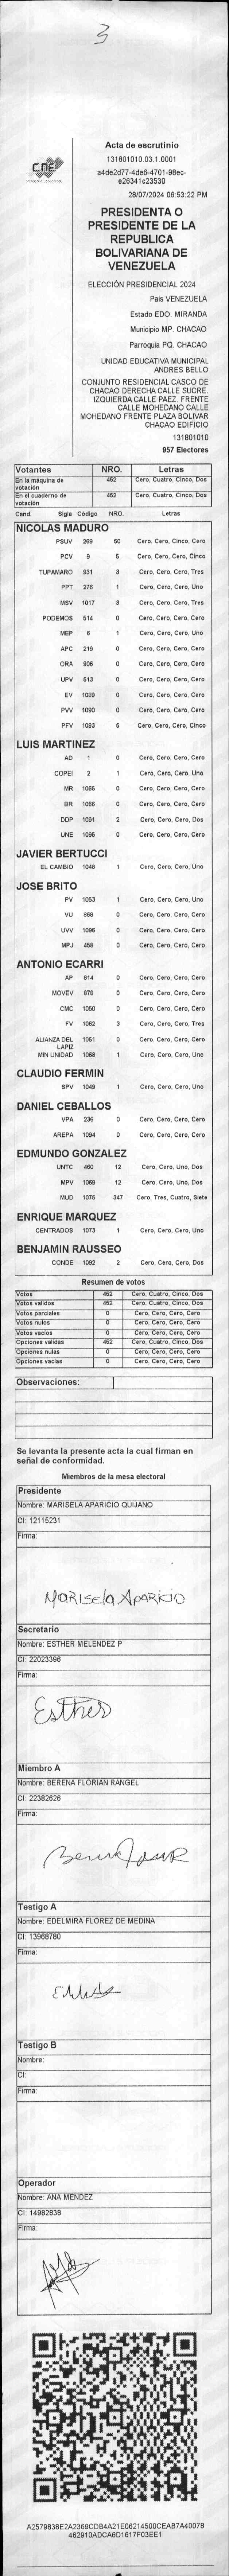 3
CNE
Acta de escrutinio
131801010.03.1.0001
a4de2d77-4de6-4701-98ec-
e26341c23530
28/07/2024 06:53:22 PM
PRESIDENTA O
PRESIDENTE DE LA
REPUBLICA
BOLIVARIANA DE
VENEZUELA
ELECCIÓN PRESIDENCIAL 2024
Pais VENEZUELA
Estado EDO. MIRANDA
Municipio MP. CHACAO
Parroquia PQ. CHACAO
UNIDAD EDUCATIVA MUNICIPAL
ANDRES BELLO
CONJUNTO RESIDENCIAL CASCO DE
CHACAO DERECHA CALLE SUCRE.
IZQUIERDA CALLE PAEZ. FRENTE
CALLE MOHEDANO CALLE
MOHEDANO FRENTE PLAZA BOLIVAR
CHACAO EDIFICIO
131801010
957 Electores
Votantes NRO. Letras
En la máquina de votación 452 Cero, Cuatro, Cinco, Dos
En el cuaderno de votación 452 Cero, Cuatro, Cinco, Dos
Cand. Sigla Código NRO. Letras
NICOLAS MADURO
PSUV 269 50 Cero, Cero, Cinco, Cero
PCV 9 5 Cero, Cero, Cero, Cinco
TUPAMARO 931 3 Cero, Cero, Cero, Tres
PPT 276 1 Cero, Cero, Cero, Uno
MSV 1017 3 Cero, Cero, Cero, Tres
PODEMOS 514 0 Cero, Cero, Cero, Cero
MEP 6 1 Cero, Cero, Cero, Uno
APC 219 0 Cero, Cero, Cero, Cero
ORA 906 0 Cero, Cero, Cero, Cero
UPV 513 0 Cero, Cero, Cero, Cero
EV 1089 0 Cero, Cero, Cero, Cero
PVV 1090 0 Cero, Cero, Cero, Cero
PFV 1093 5 Cero, Cero, Cero, Cinco
LUIS MARTINEZ
AD 1 0 Cero, Cero, Cero, Cero
COPEI 2 1 Cero, Cero, Cero, Uno
MR 1065 0 Cero, Cero, Cero, Cero
BR 1066 0 Cero, Cero, Cero, Cero
DDP 1091 2 Cero, Cero, Cero, Dos
UNE 1095 0 Cero, Cero, Cero, Cero
JAVIER BERTUCCI
EL CAMBIO 1048 1 Cero, Cero, Cero, Uno
JOSE BRITO
PV 1053 1 Cero, Cero, Cero, Uno
VU 868 0 Cero, Cero, Cero, Cero
UVV 1096 0 Cero, Cero, Cero, Cero
MPJ 458 0 Cero, Cero, Cero, Cero
ANTONIO ECARRI
AP 814 0 Cero, Cero, Cero, Cero
MOVEV 879 0 Cero, Cero, Cero, Cero
CMC 1050 0 Cero, Cero, Cero, Cero
FV 1062 3 Cero, Cero, Cero, Tres
ALIANZA DEL LAPIZ 1051 0 Cero, Cero, Cero, Cero
MIN UNIDAD 1068 1 Cero, Cero, Cero, Uno
CLAUDIO FERMIN
SPV 1049 1 Cero, Cero, Cero, Uno
DANIEL CEBALLOS
VPA 236 0 Cero, Cero, Cero, Cero
AREPA 1094 0 Cero, Cero, Cero, Cero
EDMUNDO GONZALEZ
UNTC 460 12 Cero, Cero, Uno, Dos
MPV 1069 12 Cero, Cero, Uno, Dos
MUD 1075 347 Cero, Tres, Cuatro, Siete
ENRIQUE MARQUEZ
CENTRADOS 1073 1 Cero, Cero, Cero, Uno
BENJAMIN RAUSSEO
CONDE 1092 2 Cero, Cero, Cero, Dos
Resumen de votos
Votos 452 Cero, Cuatro, Cinco, Dos
Votos validos 452 Cero, Cuatro, Cinco, Dos
Votos parciales 0 Cero, Cero, Cero, Cero
Votos nulos 0 Cero, Cero, Cero, Cero
Votos vacios 0 Cero, Cero, Cero, Cero
Opciones validas 452 Cero, Cuatro, Cinco, Dos
Opciones nulas 0 Cero, Cero, Cero, Cero
Opciones vacias 0 Cero, Cero, Cero, Cero
Observaciones:
Se levanta la presente acta la cual firman en
señal de conformidad.
Miembros de la mesa electoral
Presidente
Nombre: MARISELA APARICIO QUIJANO
CI: 12115231
Firma:
Marisela Aparicio
Secretario
Nombre: ESTHER MELENDEZ P
CI: 22023396
Firma:
Esther
Miembro A
Nombre: BERENA FLORIAN RANGEL
CI: 22382626
Firma:
Testigo A
Nombre: EDELMIRA FLOREZ DE MEDINA
CI: 13968780
Firma:
Testigo B
Nombre:
CI:
Firma:
Operador
Nombre: ANA MENDEZ
CI: 14982838
Firma:
A2579838E2A2369CDB4A21E06214500CEAB7A40078
462910ADCA6D1617F03EE1